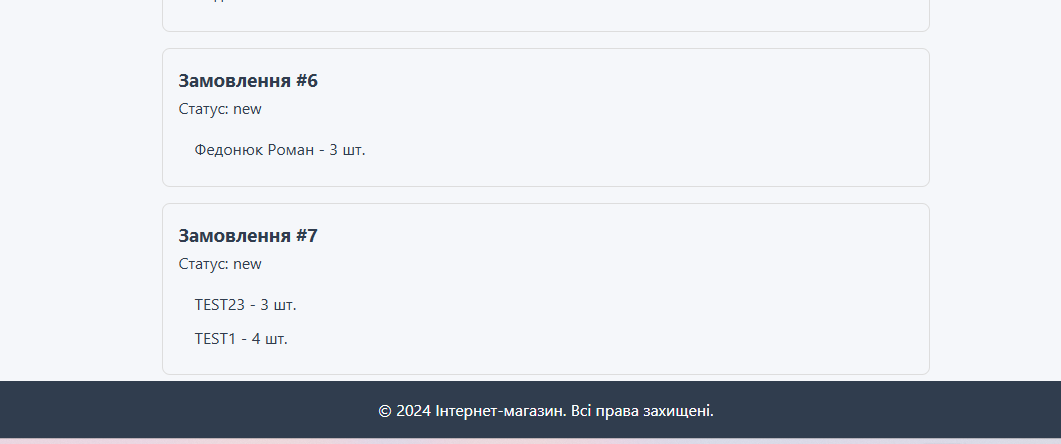 Замовлення #6
Статус: new
Федонюк Роман - 3 шт.
Замовлення #7
Статус: new
TEST23 - 3 шт.
TEST1 - 4 шт.
© 2024 Інтернет-магазин. Всі права захищені.